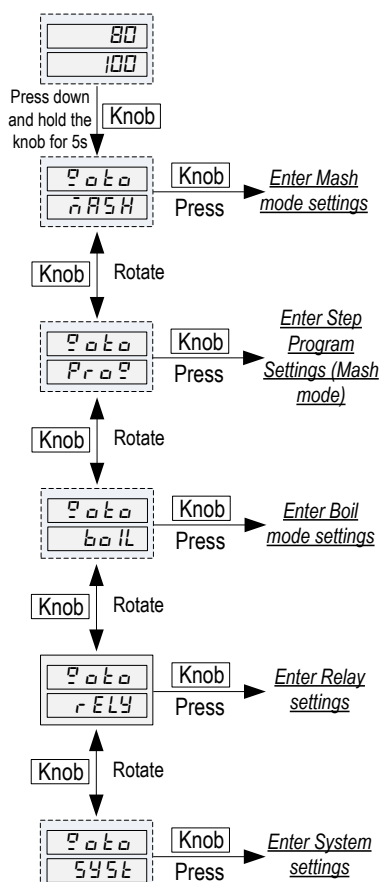 80
100
Press down
and hold the
knob for 5s
Knob
goto
MASH
Knob
Press
Enter Mash
mode settings
Knob
Rotate
goto
Prog
Knob
Press
Enter Step
Program
Settings (Mash
mode)
Knob
Rotate
goto
boIL
Knob
Press
Enter Boil
mode settings
Knob
Rotate
goto
rELY
Knob
Press
Enter Relay
settings
Knob
Rotate
goto
SYSt
Knob
Press
Enter System
settings